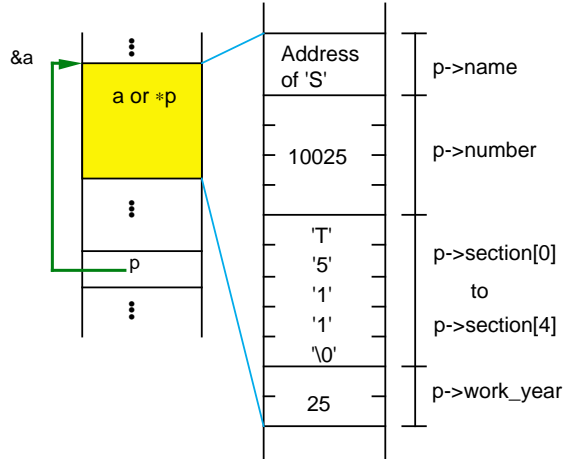 &a
a or *p
p
Address
of 'S'
10025
'T'
'5'
'1'
'1'
'\0'
25
p->name
p->number
p->section[0]
to
p->section[4]
p->work_year